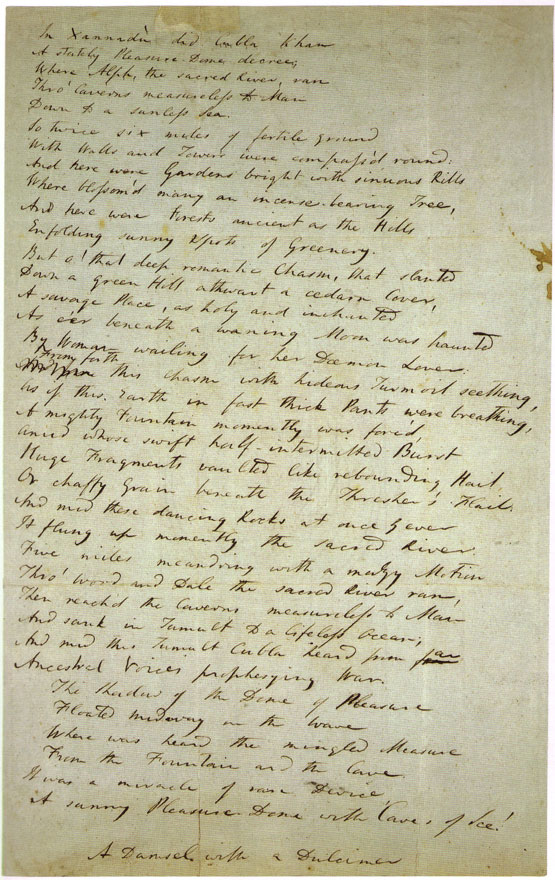 In Xannadù did Cubla Khan
A stately Pleasure-Dome decree;
Where Alph, the sacred River, ran
Thro' Caverns measureless to Man
Down to a sunless Sea.
So twice six miles of fertile ground
With Walls and Towers were compass'd round:
And here were Gardens bright with sinuous Rills
Where blossom'd many an incense-bearing Tree,
And here were Forests ancient as the Hills
Enfolding sunny Spots of Greenery.
But o! that deep romantic Chasm, that slanted
Down a green Hill athwart a cedarn Cover,
A savage Place, as holy and inchanted
As e'er beneath a waning Moon was haunted
By Woman wailing for her Dæmon Lover:
From forth this Chasm with hideous Turmoil seething,
As if this Earth in fast thick Pants were breathing,
A mighty Fountain momently was forc'd,
Amid whose swift half-intermitted Burst
Huge Fragments vaulted like rebounding Hail,
Or chaffy Grain beneath the Thresher's Flail.
And mid these dancing Rocks at once & ever
It flung up momently the sacred River.
Five miles meandring with a mazy Motion
Thro' Wood and Dale the sacred River ran,
Then reach'd the Caverns measureless to Man
And sank in Tumult to a lifeless Ocean;
And mid this Tumult Cubla heard from far
Ancestral Voices prophesying War.
The Shadow of the Dome of Pleasure
Floated midway on the Wave
Where was heard the mingled Measure
From the Fountain and the Cave.
It was a miracle of rare Device
A sunny Pleasure-Dome with Caves of Ice!
A Damsel with a Dulcimer